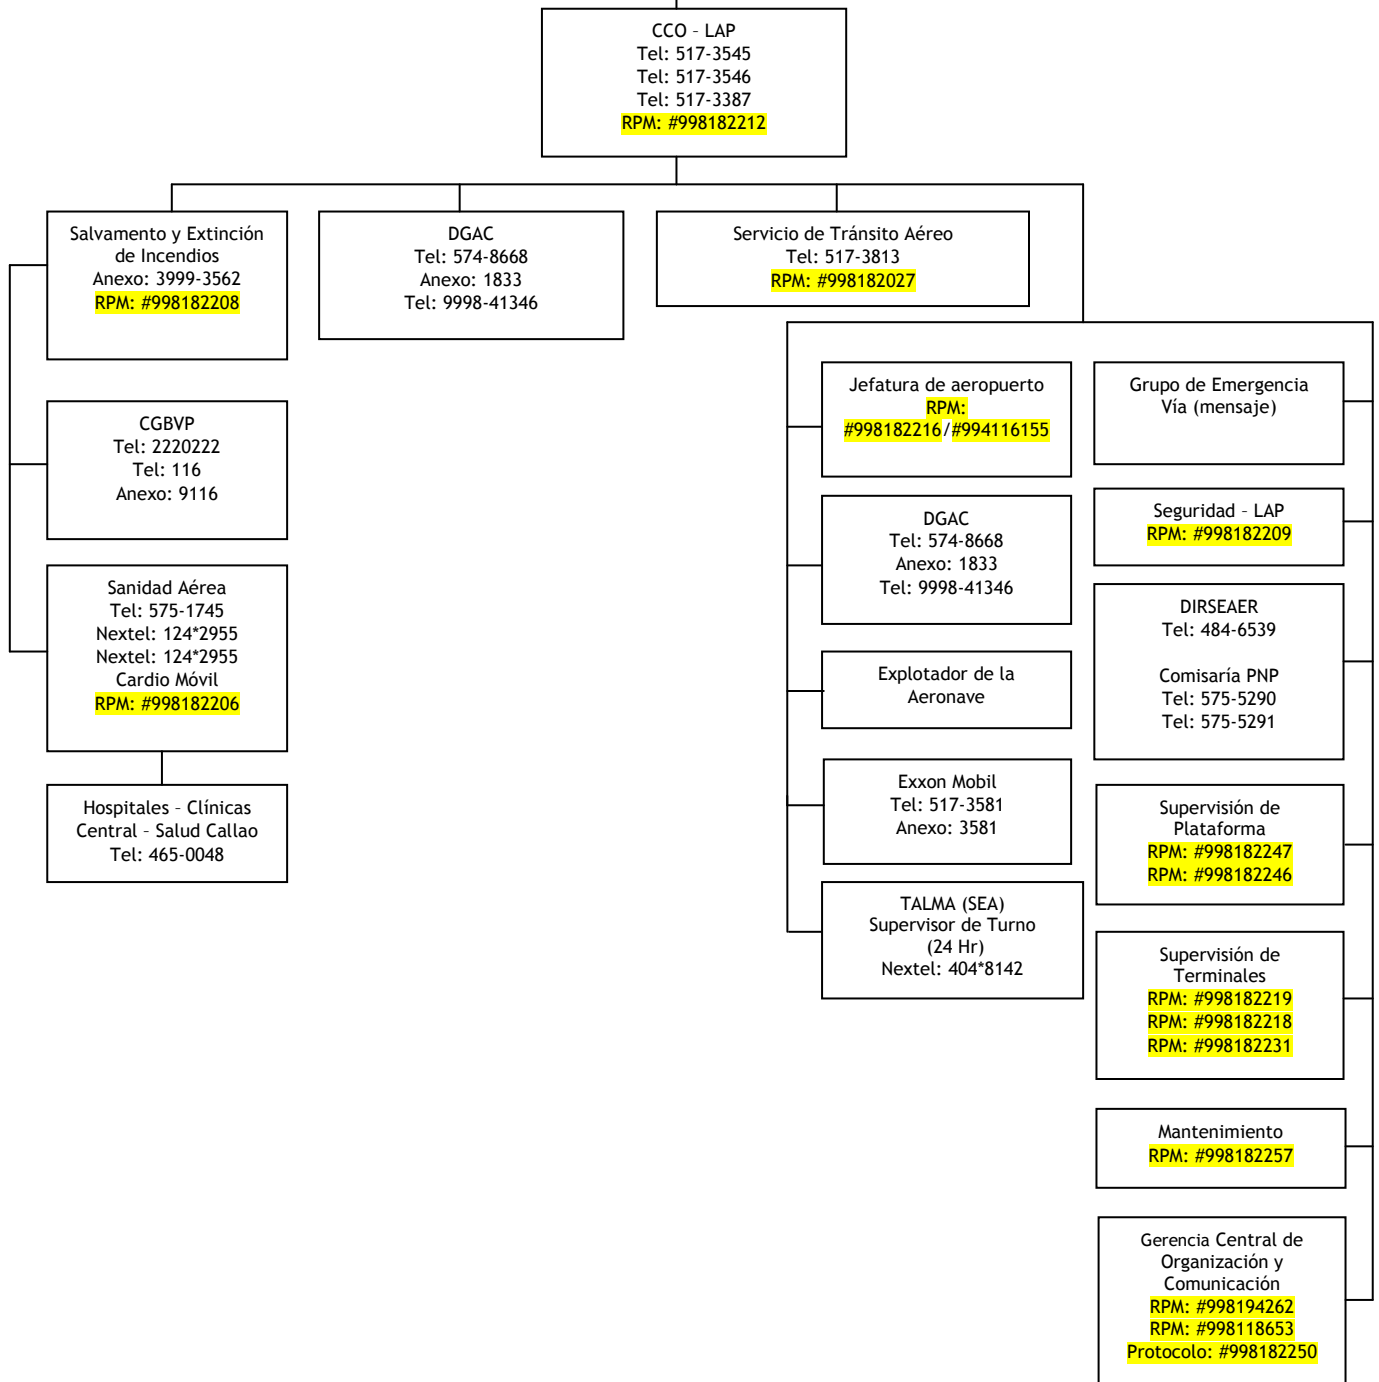 CCO – LAP
Tel: 517-3545
Tel: 517-3546
Tel: 517-3387
RPM: #998182212
Salvamento y Extinción
de Incendios
Anexo: 3999-3562
RPM: #998182208
DGAC
Tel: 574-8668
Anexo: 1833
Tel: 9998-41346
Servicio de Tránsito Aéreo
Tel: 517-3813
RPM: #998182027
CGBVP
Tel: 2220222
Tel: 116
Anexo: 9116
Sanidad Aérea
Tel: 575-1745
Nextel: 124*2955
Nextel: 124*2955
Cardio Móvil
RPM: #998182206
Hospitales – Clínicas
Central – Salud Callao
Tel: 465-0048
Jefatura de aeropuerto
RPM:
#998182216/#994116155
DGAC
Tel: 574-8668
Anexo: 1833
Tel: 9998-41346
Explotador de la
Aeronave
Exxon Mobil
Tel: 517-3581
Anexo: 3581
TALMA (SEA)
Supervisor de Turno
(24 Hr)
Nextel: 404*8142
Grupo de Emergencia
Vía (mensaje)
Seguridad – LAP
RPM: #998182209
DIRSEAER
Tel: 484-6539
Comisaría PNP
Tel: 575-5290
Tel: 575-5291
Supervisión de
Plataforma
RPM: #998182247
RPM: #998182246
Supervisión de
Terminales
RPM: #998182219
RPM: #998182218
RPM: #998182231
Mantenimiento
RPM: #998182257
Gerencia Central de
Organización y
Comunicación
RPM: #998194262
RPM: #998118653
Protocolo: #998182250